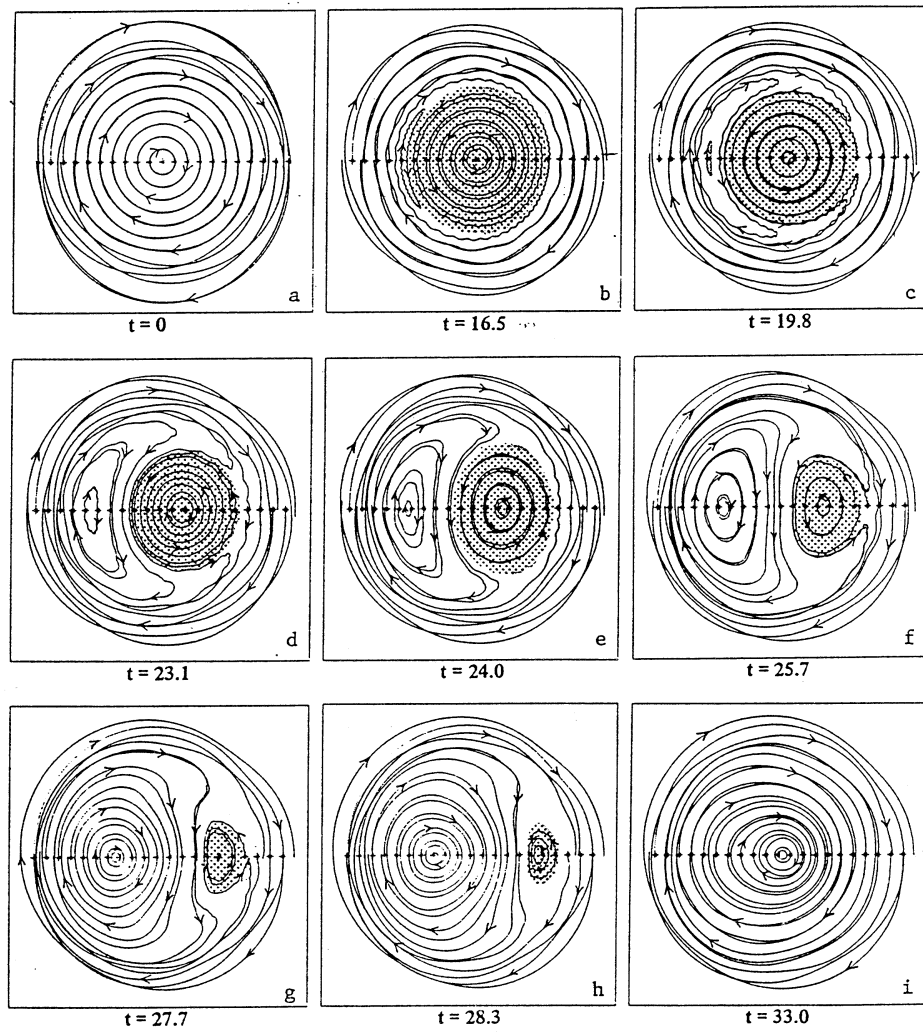 a
b
c
t = 0
t = 16.5
t = 19.8
d
e
f
t = 23.1
t = 24.0
t = 25.7
g
h
i
t = 27.7
t = 28.3
t = 33.0